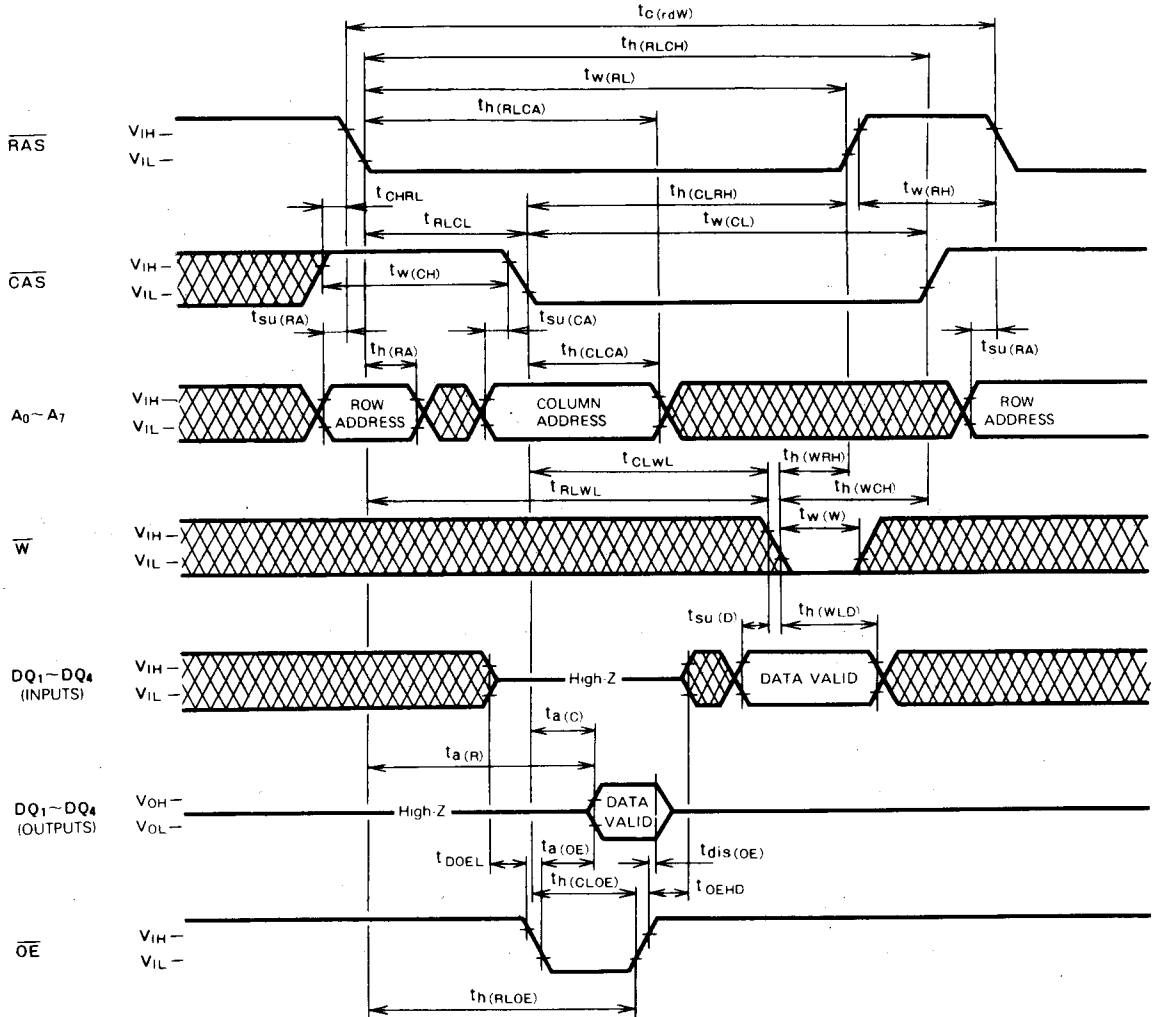 tC(rdW)
th(RLCH)
tW(RL)
th(RLCA)
RAS
VIH
VIL
tCHRL
th(CLRH)
tW(RH)
tRLCL
tW(CL)
CAS
VIH
VIL
tW(CH)
tsu(RA)
tsu(CA)
tsu(RA)
th(RA)
th(CLCA)
A0~A7
VIH
VIL
ROW ADDRESS
COLUMN ADDRESS
ROW ADDRESS
tCLWL
th(WRH)
tRLWL
th(WCH)
tW(W)
W
VIH
VIL
tsu(D)
th(WLD)
DQ1~DQ4
(INPUTS)
VIH
VIL
High-Z
DATA VALID
ta(C)
ta(R)
DQ1~DQ4
(OUTPUTS)
VOH
VOL
High-Z
DATA
VALID
tDOEL
ta(OE)
tdis(OE)
th(CLOE)
tOEHD
OE
VIH
VIL
th(RLOE)